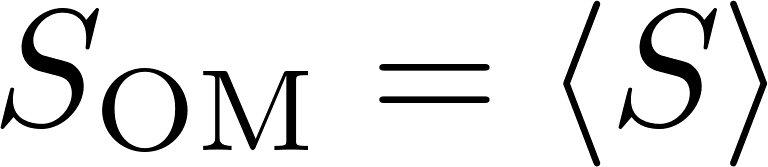 S_OM = ⟨S⟩